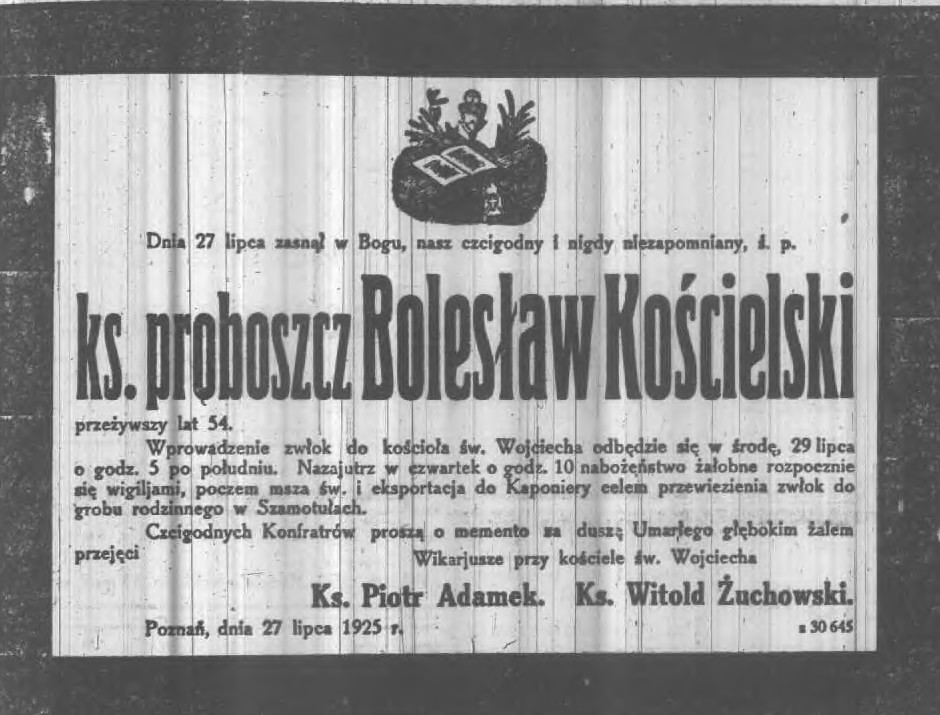 Dnia 27 lipca zasnął w Bogu, nasz czcigodny i nigdy niezapomniany, ś. p.
ks. proboszcz Bolesław Kościelski
przeżywszy lat 54.
Wprowadzenie zwłok do kościoła św. Wojciecha odbędzie się w środę, 29 lipca
o godz. 5 po południu. Nazajutrz w czwartek o godz. 10 nabożeństwo żałobne rozpocznie
się wigiljami, poczem msza św. i eksportacja do Kaponiery celem przewiezienia zwłok do
grobu rodzinnego w Szamotułach.
Czcigodnych Konfratrów proszą o memento za duszą Umarłego głębokim żalem
przejęci
Wikarjusze przy kościele św. Wojciecha
Ks. Piotr Adamek. Ks. Witold Żuchowski.
Poznań, dnia 27 lipca 1925 r.
z 30 645